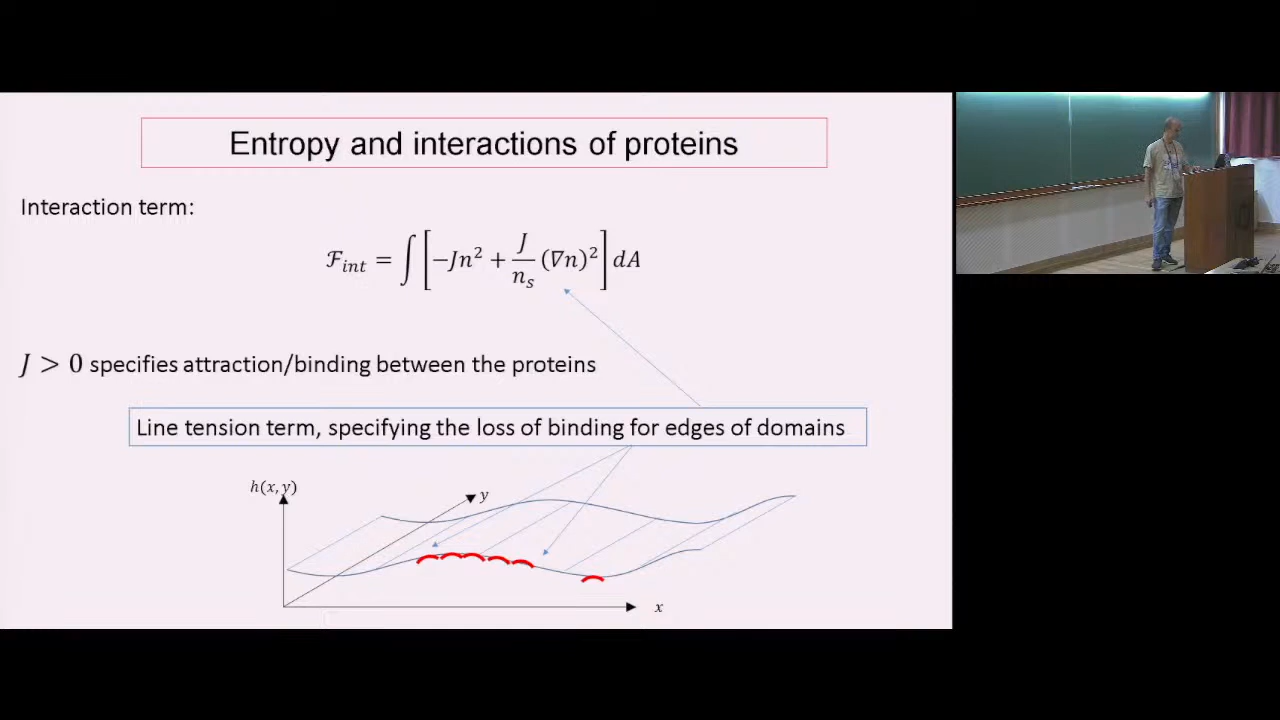 Entropy and interactions of proteins
Interaction term:
ℱ_int = ∫ [−Jn² + J/n_s (∇n)²] dA
J > 0 specifies attraction/binding between the proteins
Line tension term, specifying the loss of binding for edges of domains
h(x, y)
y
x